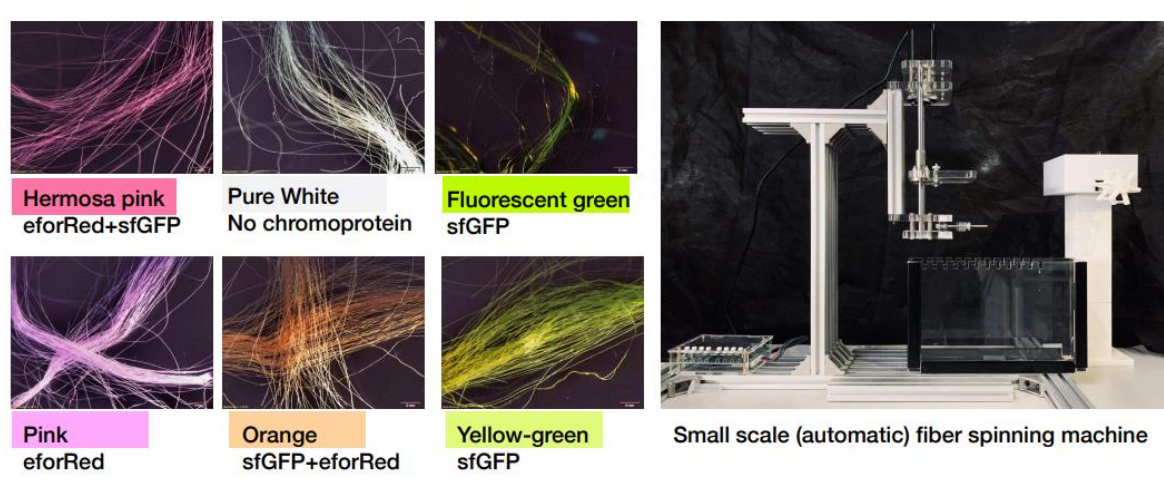 Hermosa pink
eforRed+sfGFP
Pure White
No chromoprotein
Fluorescent green
sfGFP
Pink
eforRed
Orange
sfGFP+eforRed
Yellow-green
sfGFP
Small scale (automatic) fiber spinning machine